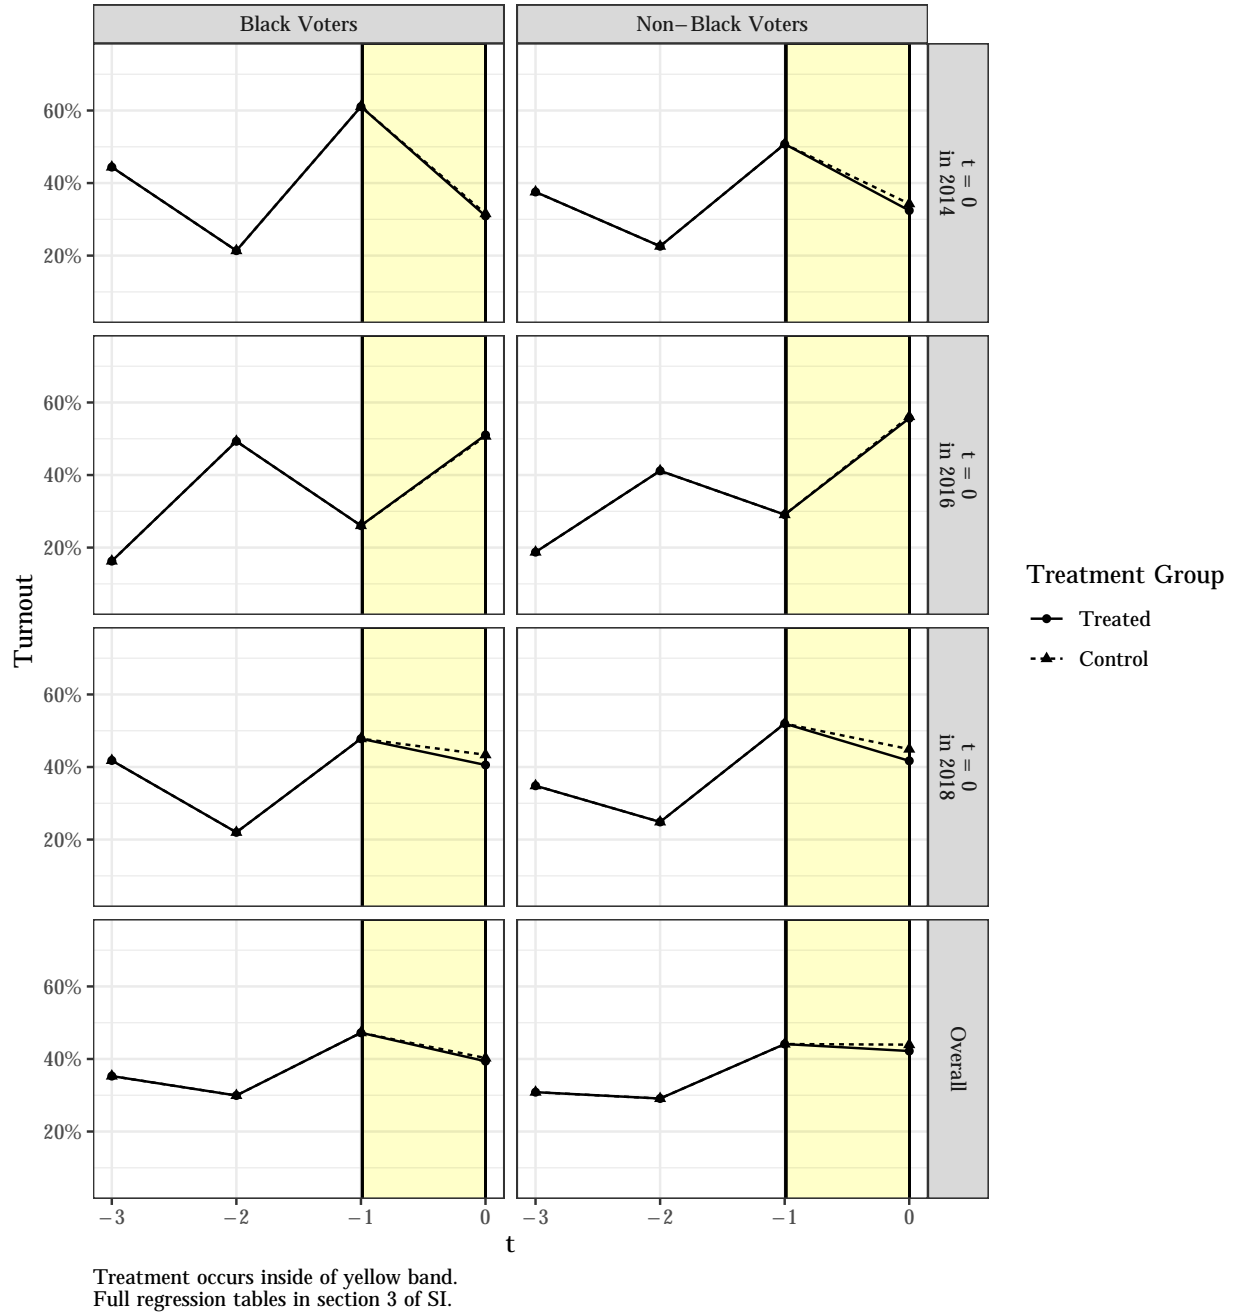 Black Voters
Non−Black Voters
60%
40%
20%
t = 0
in 2014
60%
40%
20%
t = 0
in 2016
60%
40%
20%
t = 0
in 2018
60%
40%
20%
Overall
Turnout
−3
−2
−1
0
−3
−2
−1
0
t
Treatment Group
Treated
Control
Treatment occurs inside of yellow band.
Full regression tables in section 3 of SI.